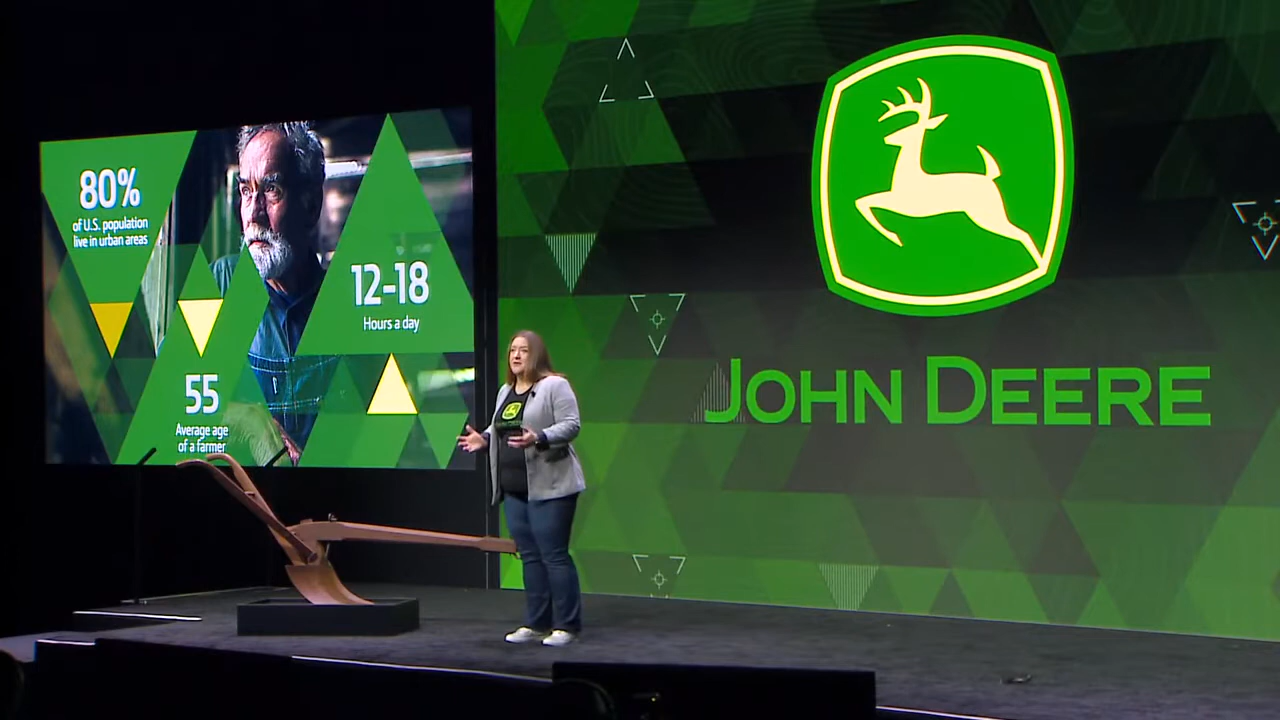 80%
of U.S. population
live in urban areas
12-18
Hours a day
55
Average age
of a farmer
JOHN DEERE